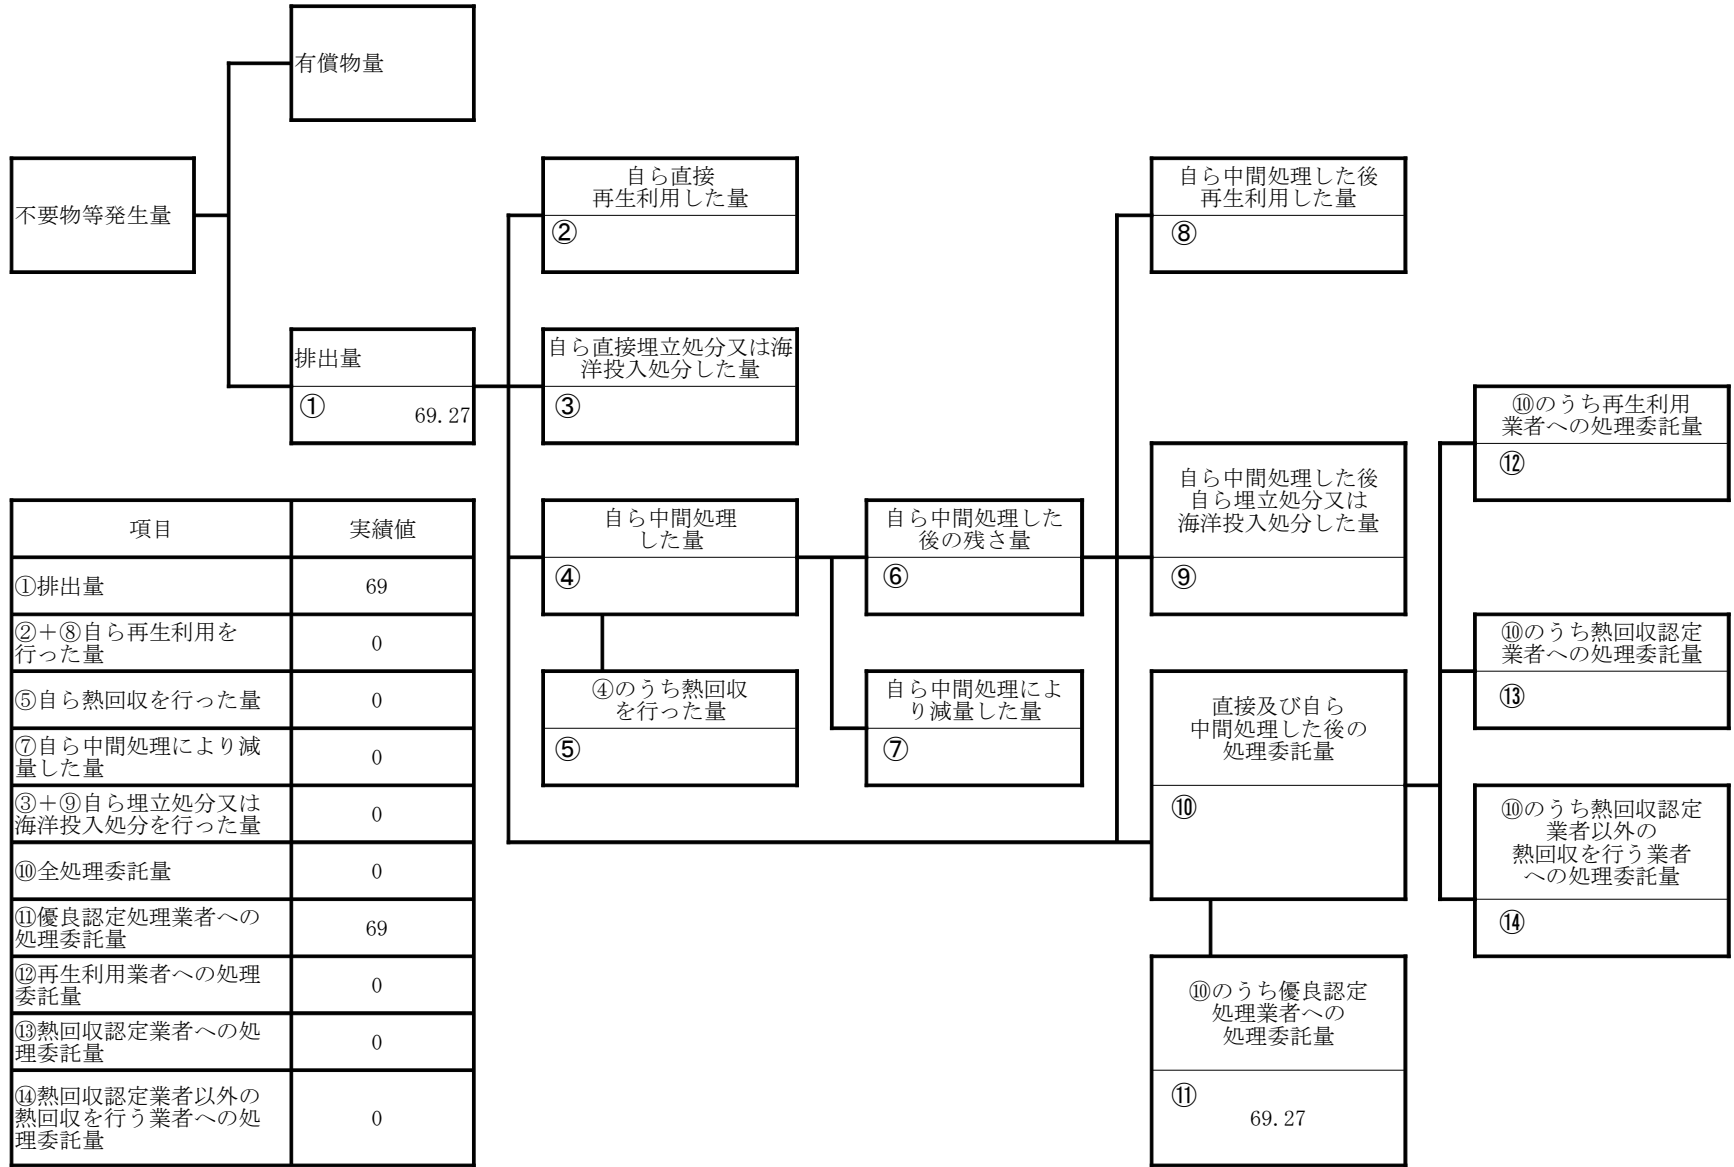 有償物量
不要物等発生量
自ら直接
再生利用した量
②
自ら中間処理した後
再生利用した量
⑧
排出量
①
69.27
自ら直接埋立処分又は海
洋投入処分した量
③
⑩のうち再生利用
業者への処理委託量
⑫
自ら中間処理
した量
④
自ら中間処理した
後の残さ量
⑥
自ら中間処理した後
自ら埋立処分又は
海洋投入処分した量
⑨
⑩のうち熱回収認定
業者への処理委託量
⑬
④のうち熱回収
を行った量
⑤
自ら中間処理によ
り減量した量
⑦
直接及び自ら
中間処理した後の
処理委託量
⑩
⑩のうち熱回収認定
業者以外の
熱回収を行う業者
への処理委託量
⑭
⑩のうち優良認定
処理業者への
処理委託量
⑪
69.27
項目 実績値
①排出量 69
②＋⑧自ら再生利用を
行った量 0
⑤自ら熱回収を行った量 0
⑦自ら中間処理により減
量した量 0
③＋⑨自ら埋立処分又は
海洋投入処分を行った量 0
⑩全処理委託量 0
⑪優良認定処理業者への
処理委託量 69
⑫再生利用業者への処理
委託量 0
⑬熱回収認定業者への処
理委託量 0
⑭熱回収認定業者以外の
熱回収を行う業者への処
理委託量 0